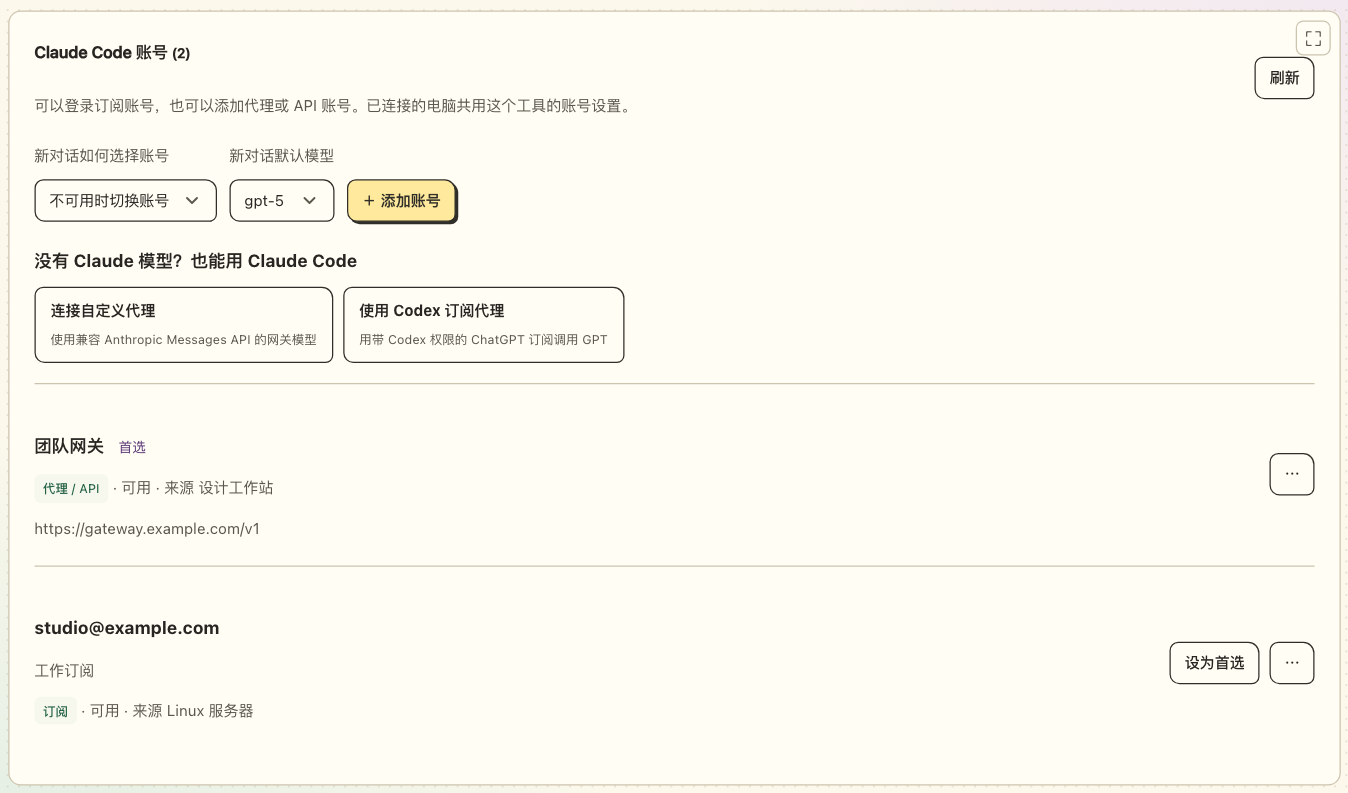 Claude Code 账号 (2)
刷新
可以登录订阅账号，也可以添加代理或 API 账号。已连接的电脑共用这个工具的账号设置。
新对话如何选择账号 新对话默认模型
不可用时切换账号 gpt-5 + 添加账号
没有 Claude 模型？也能用 Claude Code
连接自定义代理
使用兼容 Anthropic Messages API 的网关模型
使用 Codex 订阅代理
用带 Codex 权限的 ChatGPT 订阅调用 GPT
团队网关 首选
代理 / API · 可用 · 来源 设计工作站
https://gateway.example.com/v1
···
studio@example.com
工作订阅
订阅 · 可用 · 来源 Linux 服务器
设为首选 ···